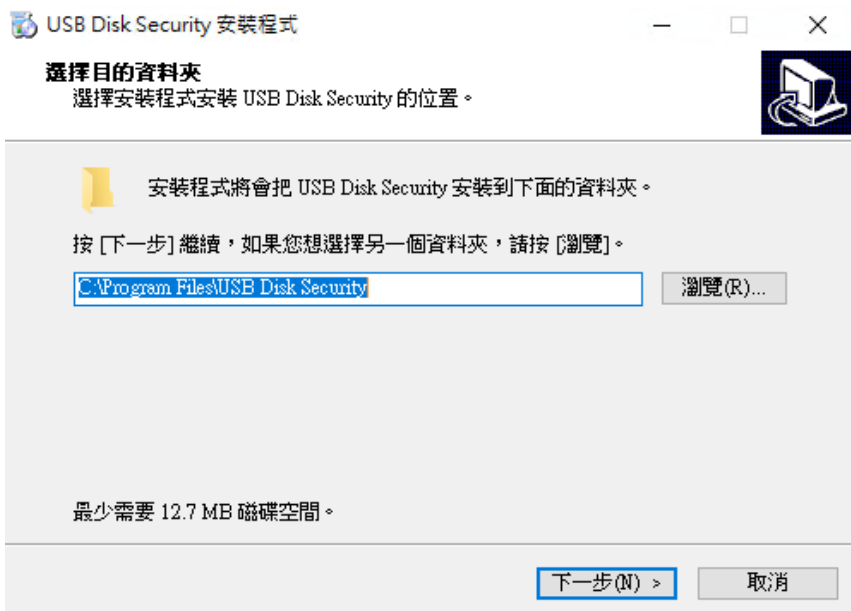 USB Disk Security 安裝程式
選擇目的資料夾
選擇安裝程式安裝 USB Disk Security 的位置。
安裝程式將會把 USB Disk Security 安裝到下面的資料夾。
按 [下一步] 繼續，如果您想選擇另一個資料夾，請按 [瀏覽]。
C:\Program Files\USB Disk Security
瀏覽(R)...
最少需要 12.7 MB 磁碟空間。
下一步(N) >
取消